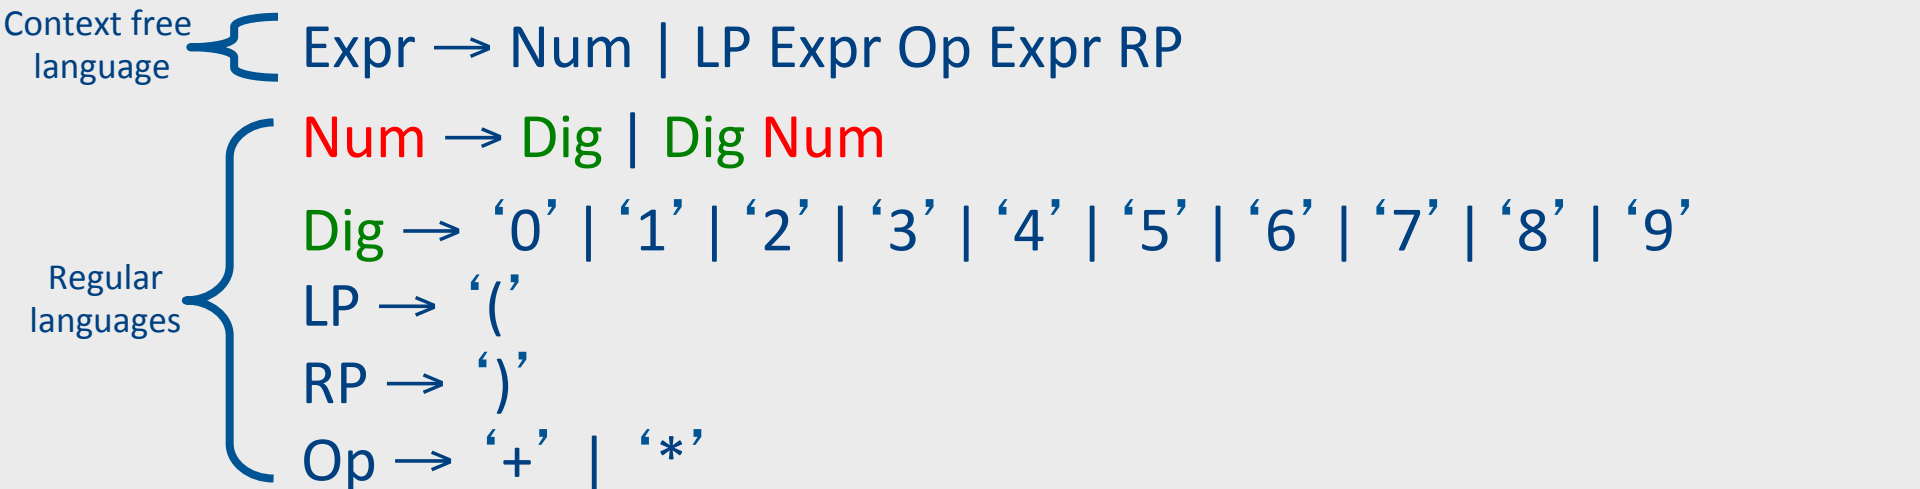 Context free
language
Expr → Num | LP Expr Op Expr RP
Num → Dig | Dig Num
Dig → ‘0’ | ‘1’ | ‘2’ | ‘3’ | ‘4’ | ‘5’ | ‘6’ | ‘7’ | ‘8’ | ‘9’
Regular
languages
LP → ‘(’
RP → ‘)’
Op → ‘+’ | ‘*’